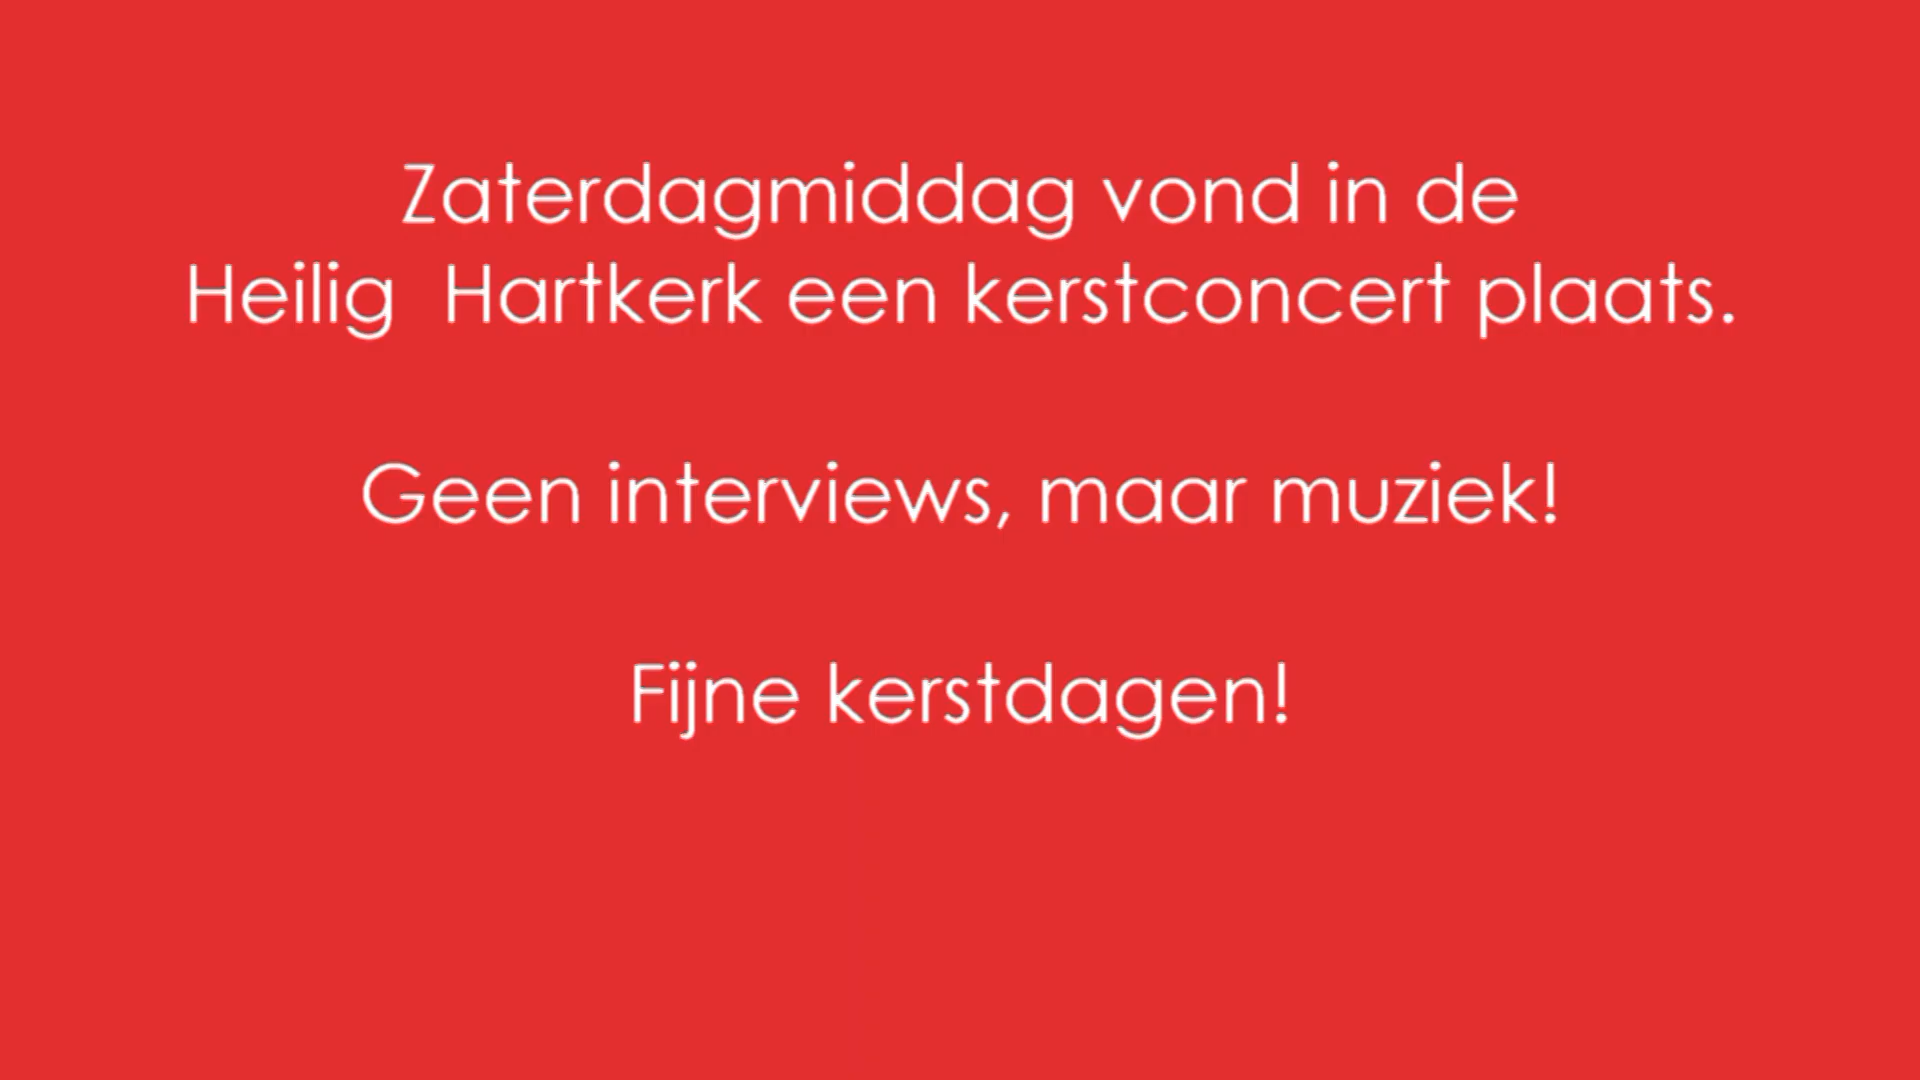 Zaterdagmiddag vond in de
Heilig  Hartkerk een kerstconcert plaats.
Geen interviews, maar muziek!
Fijne kerstdagen!